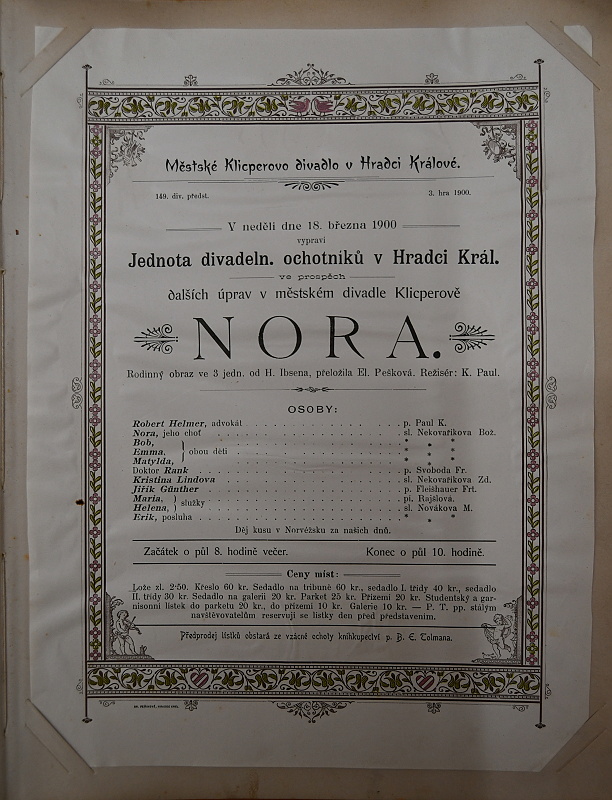 Městské Klicperovo divadlo v Hradci Králové.
149. div. předst. 3. hra 1900.
V neděli dne 18. března 1900
vypraví
Jednota divadeln. ochotníků v Hradci Král.
ve prospěch
dalších úprav v městském divadle Klicperově
NORA.
Rodinný obraz ve 3 jedn. od H. Ibsena, přeložila El. Pešková. Režisér: K. Paul.
OSOBY:
Robert Helmer, advokát . . . . . . . . . . . p. Paul K.
Nora, jeho choť . . . . . . . . . . . sl. Nekovaříkova Bož.
Bob, * * *
Emma, } obou dětí . . . . . . . . . . . * * *
Matylda, * * *
Doktor Rank . . . . . . . . . . . p. Svoboda Fr.
Kristina Lindova . . . . . . . . . . . sl. Nekovaříkova Zd.
Jiřík Günther . . . . . . . . . . . p. Fleišhauer Frt.
Maria, } služky . . . . . . . . . . . pí. Rajšlová.
Helena, . . . . . . . . . . . sl. Nováková M.
Erik, posluha . . . . . . . . . . . * * *
Děj kusu v Norvéžsku za našich dnů.
Začátek o půl 8. hodině večer. Konec o půl 10. hodině.
Ceny míst:
Lože zl. 2·50. Křeslo 60 kr. Sedadlo na tribuně 60 kr., sedadlo I. třídy 40 kr., sedadlo
II. třídy 30 kr. Sedadlo na galerii 20 kr. Parket 25 kr. Přízemí 20 kr. Studentský a gar-
nisonní lístek do parketu 20 kr., do přízemí 10 kr. Galerie 10 kr. — P. T. pp. stálým
navštěvovatelům reservují se lístky den před představením.
Předprodej lístků obstará ze vzácné ochoty knihkupectví p. B. E. Tolmana.